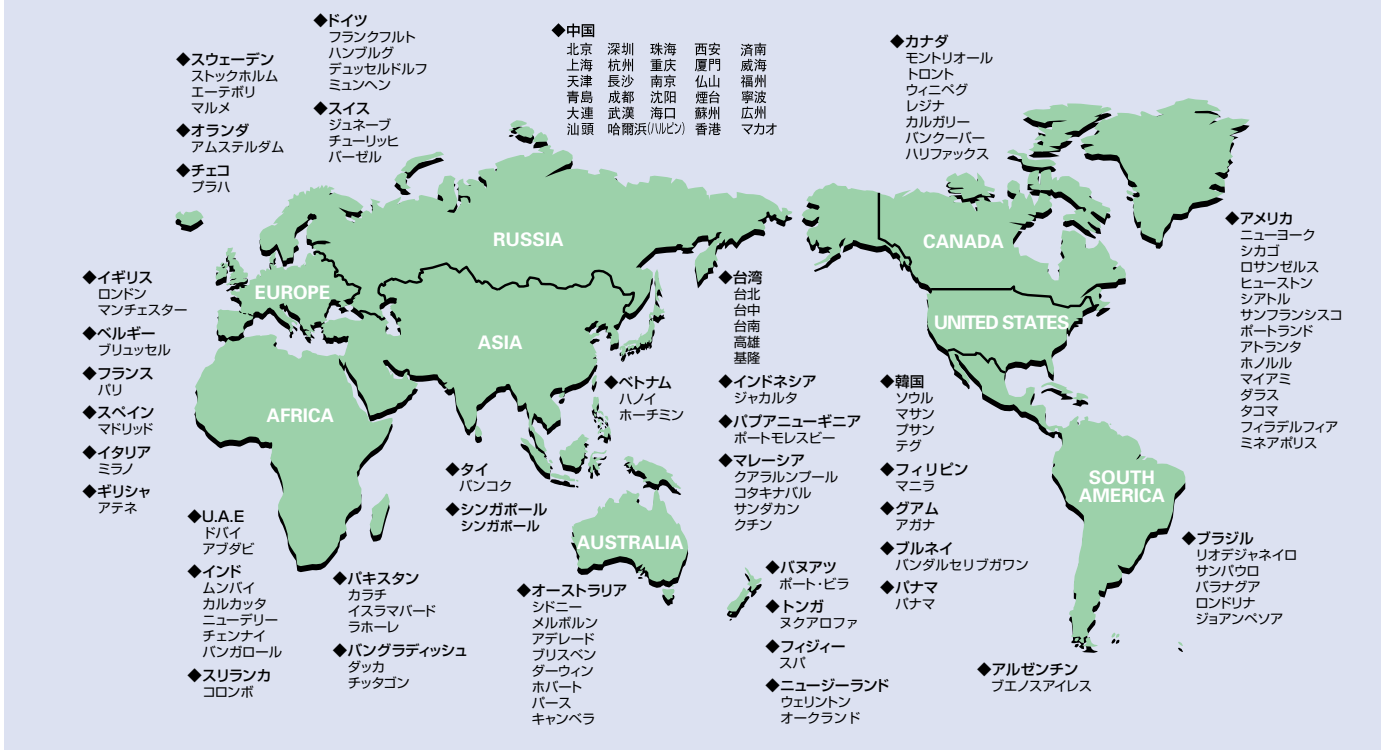 ◆ドイツ
フランクフルト
ハンブルグ
デュッセルドルフ
ミュンヘン
◆スイス
ジュネーブ
チューリッヒ
バーゼル
◆スウェーデン
ストックホルム
エーテボリ
マルメ
◆オランダ
アムステルダム
◆チェコ
プラハ
◆中国
北京 深圳 珠海 西安 済南
上海 杭州 重庆 厦門 威海
天津 長沙 南京 仏山 福州
青島 成都 沈阳 煙台 寧波
大連 武漢 海口 蘇州 広州
汕頭 哈爾浜(ハルビン) 香港 マカオ
◆カナダ
モントリオール
トロント
ウィニペグ
レジナ
カルガリー
バンクーバー
ハリファックス
◆アメリカ
ニューヨーク
シカゴ
ロサンゼルス
ヒューストン
シアトル
サンフランシスコ
ポートランド
アトランタ
ホノルル
マイアミ
ダラス
タコマ
フィラデルフィア
ミネアポリス
RUSSIA
CANADA
EUROPE
UNITED STATES
ASIA
AFRICA
SOUTH
AMERICA
AUSTRALIA
◆イギリス
ロンドン
マンチェスター
◆ベルギー
ブリュッセル
◆フランス
パリ
◆スペイン
マドリッド
◆イタリア
ミラノ
◆ギリシャ
アテネ
◆台湾
台北
台中
台南
高雄
基隆
◆ベトナム
ハノイ
ホーチミン
◆インドネシア
ジャカルタ
◆パプアニューギニア
ポートモレスビー
◆マレーシア
クアラルンプール
コタキナバル
サンダカン
クチン
◆韓国
ソウル
マサン
プサン
テグ
◆フィリピン
マニラ
◆グアム
アガナ
◆ブルネイ
バンダルセリブガワン
◆パナマ
パナマ
◆タイ
バンコク
◆シンガポール
シンガポール
◆U.A.E
ドバイ
アブダビ
◆インド
ムンバイ
カルカッタ
ニューデリー
チェンナイ
バンガロール
◆スリランカ
コロンボ
◆パキスタン
カラチ
イスラマバード
ラホーレ
◆バングラディッシュ
ダッカ
チッタゴン
◆オーストラリア
シドニー
メルボルン
アデレード
ブリスベン
ダーウィン
ホバート
パース
キャンベラ
◆バヌアツ
ポート・ビラ
◆トンガ
ヌクアロファ
◆フィジィー
スバ
◆ニュージーランド
ウェリントン
オークランド
◆ブラジル
リオデジャネイロ
サンパウロ
パラナグア
ロンドリナ
ジョアンペソア
◆アルゼンチン
ブエノスアイレス